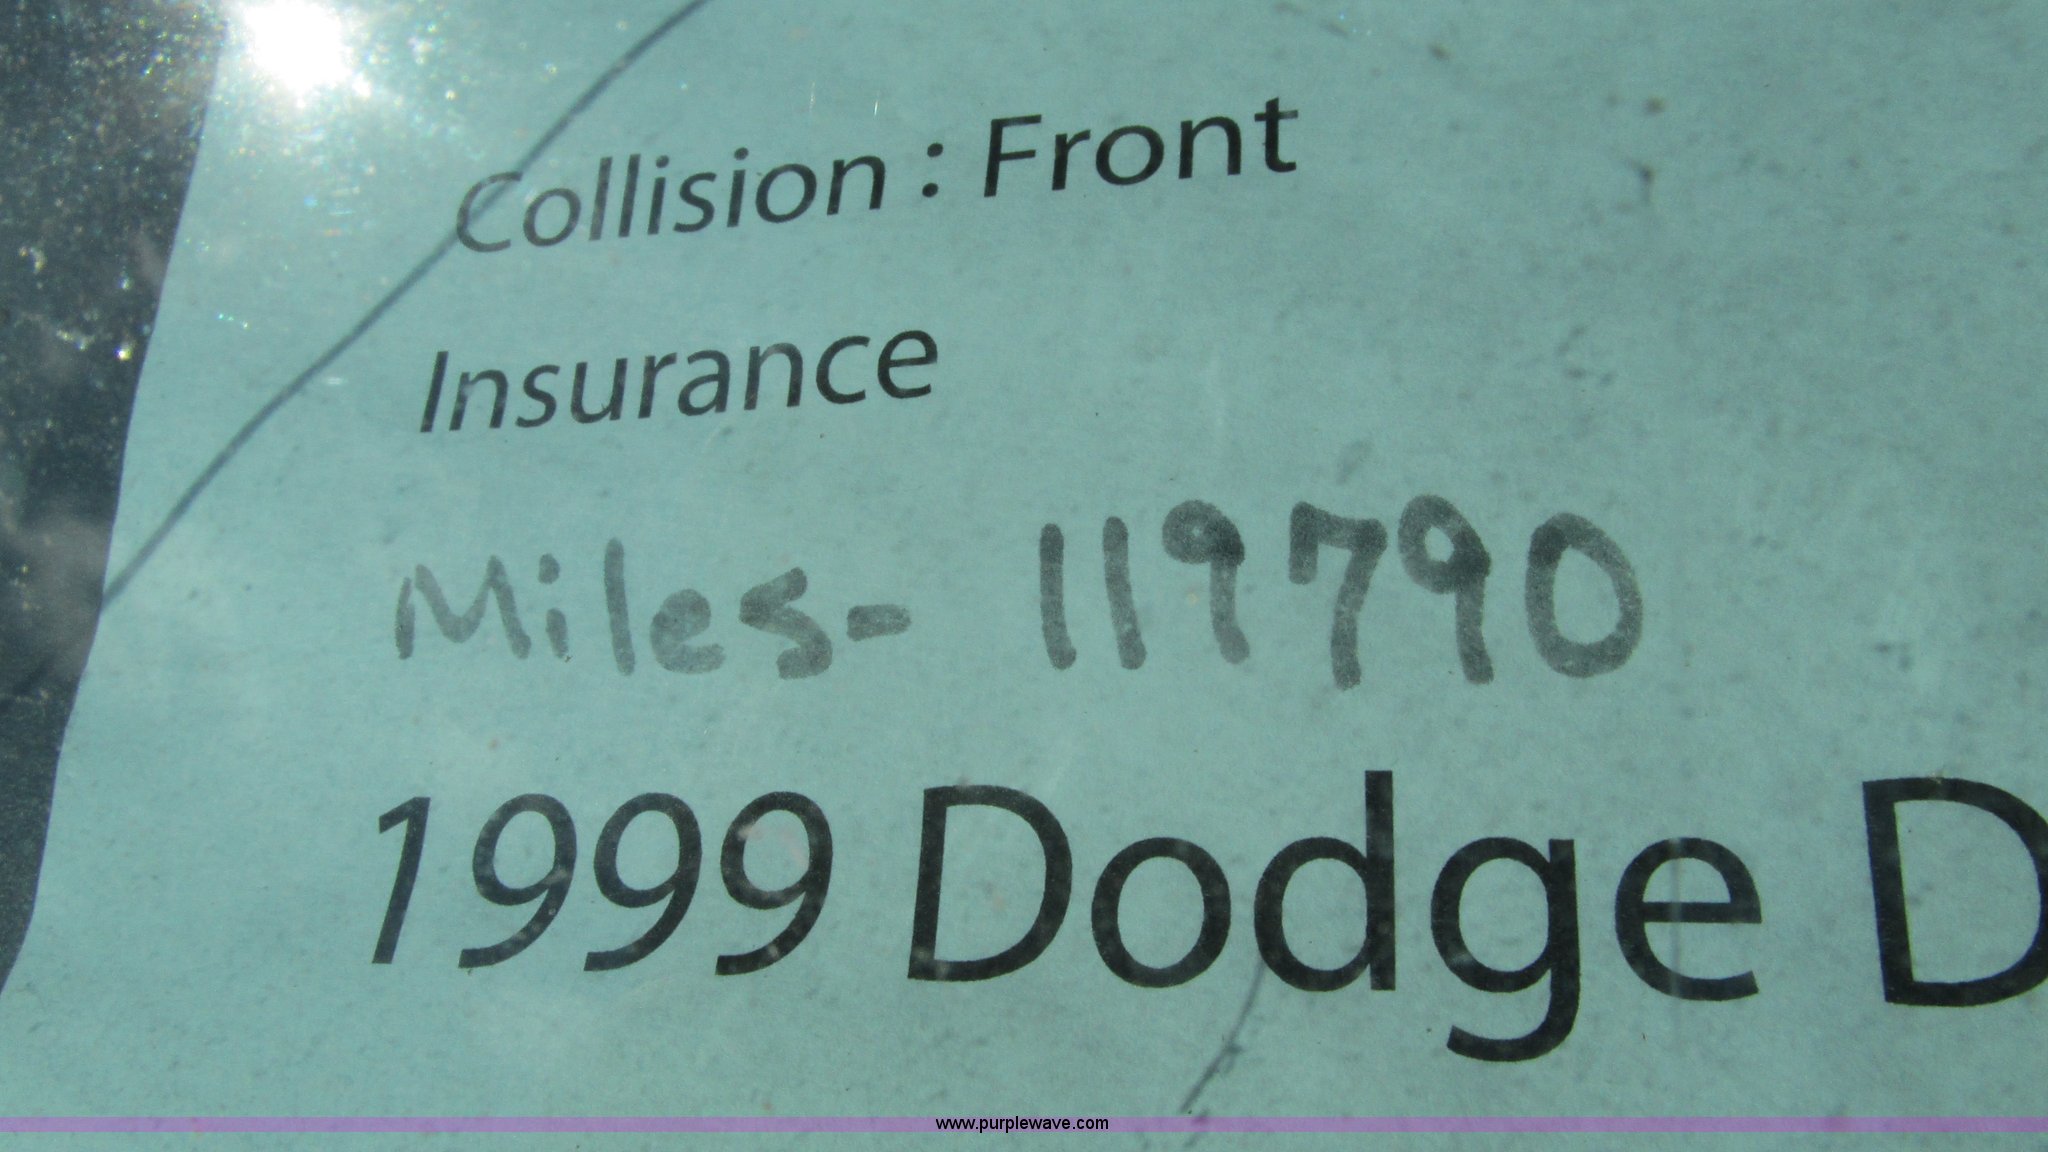 Collision : Front
Insurance
Miles- 119790
1999 Dodge D
www.purplewave.com